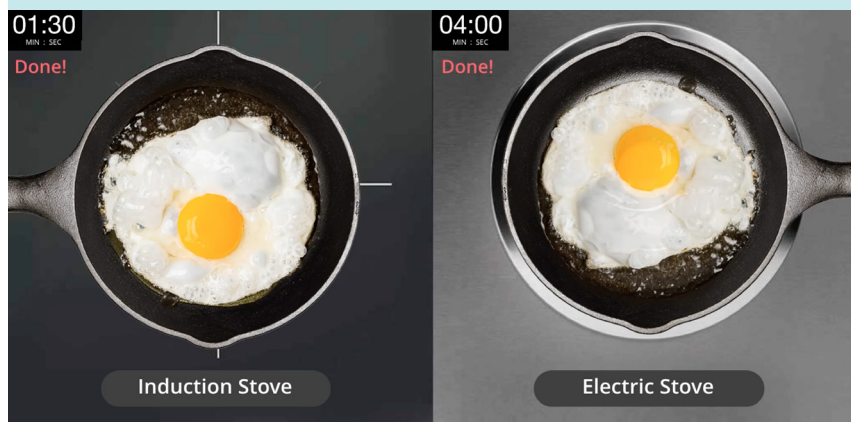 01:30
MIN : SEC
Done!
Induction Stove
04:00
MIN : SEC
Done!
Electric Stove